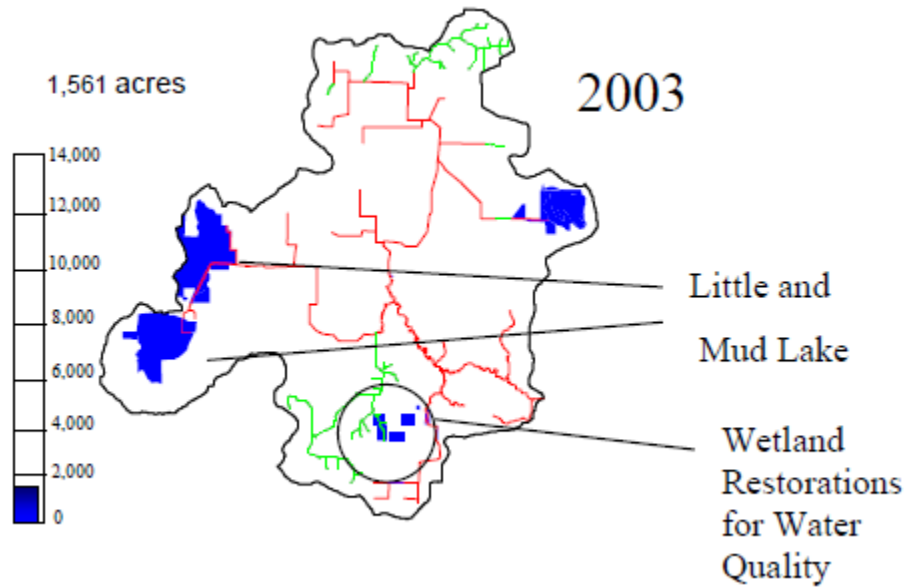 1,561 acres
2003
14,000
12,000
10,000
8,000
6,000
4,000
2,000
0
Little and
Mud Lake
Wetland
Restorations
for Water
Quality